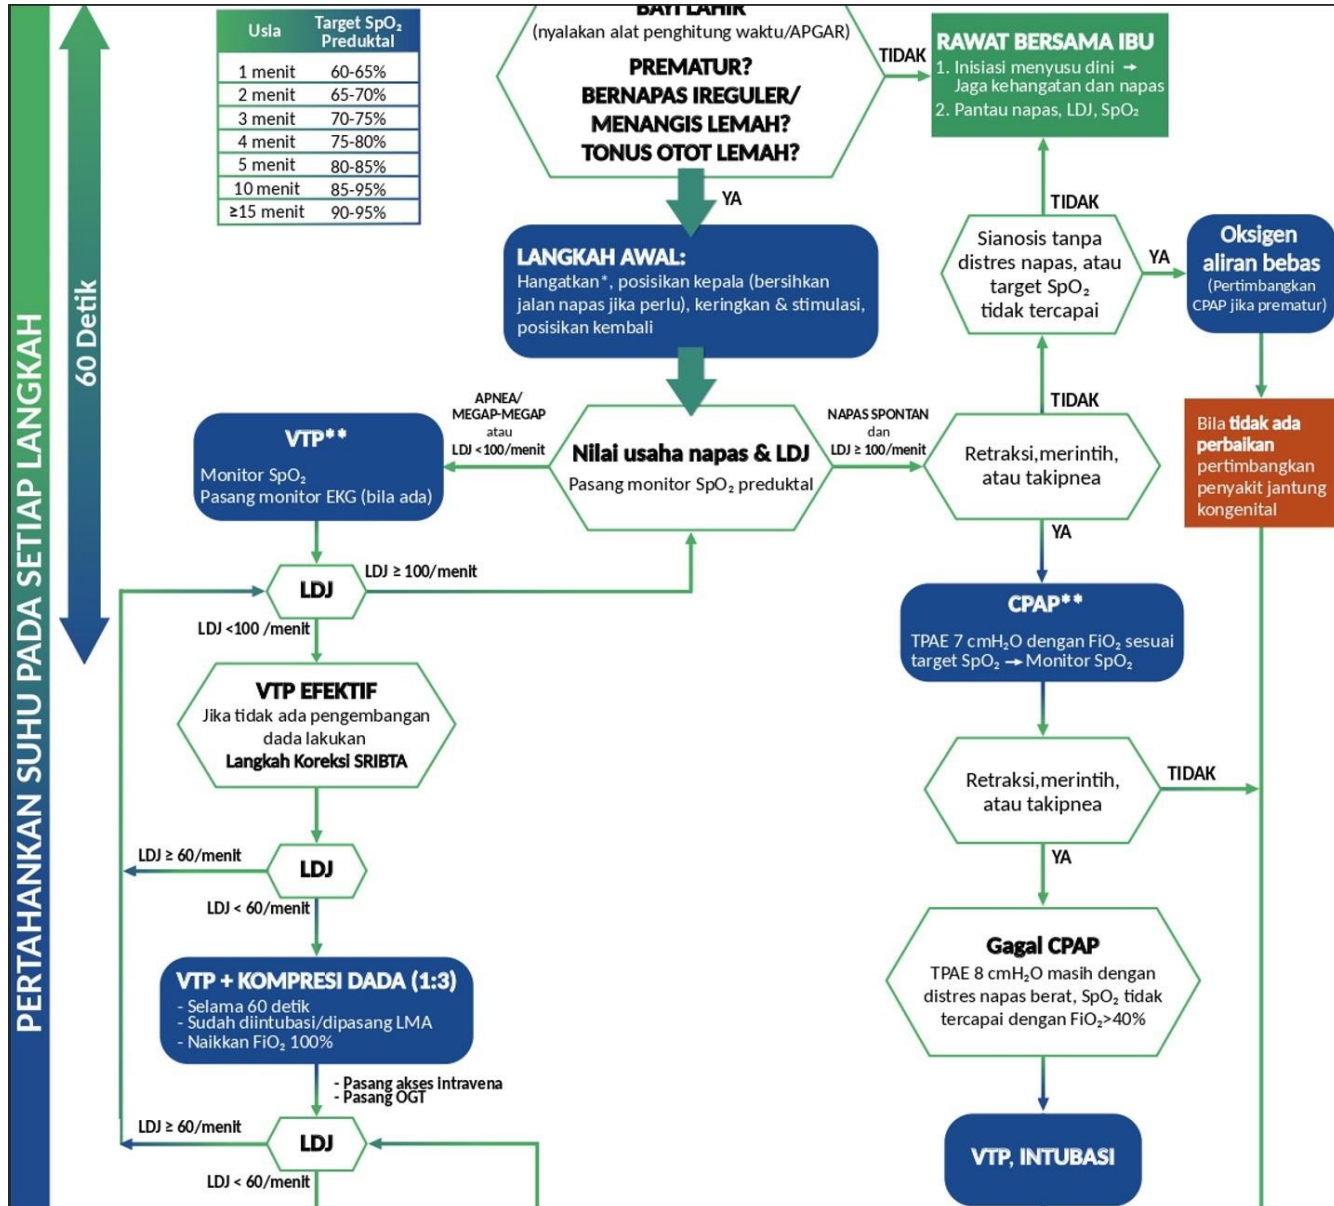 PERTAHANKAN SUHU PADA SETIAP LANGKAH
60 Detik
Usla Target SpO₂ Preduktal
1 menit 60-65%
2 menit 65-70%
3 menit 70-75%
4 menit 75-80%
5 menit 80-85%
10 menit 85-95%
≥15 menit 90-95%
BAYI LAHIR
(nyalakan alat penghitung waktu/APGAR)
PREMATUR?
BERNAPAS IREGULER/
MENANGIS LEMAH?
TONUS OTOT LEMAH?
TIDAK
RAWAT BERSAMA IBU
1. Inisiasi menyusu dini →
Jaga kehangatan dan napas
2. Pantau napas, LDJ, SpO₂
YA
LANGKAH AWAL:
Hangatkan*, posisikan kepala (bersihkan
jalan napas jika perlu), keringkan & stimulasi,
posisikan kembali
TIDAK
Sianosis tanpa
distres napas, atau
target SpO₂
tidak tercapai
YA
Oksigen
aliran bebas
(Pertimbangkan
CPAP jika prematur)
TIDAK
Bila tidak ada
perbaikan
pertimbangkan
penyakit jantung
kongenital
APNEA/
MEGAP-MEGAP
atau
LDJ <100/menit
Nilai usaha napas & LDJ
Pasang monitor SpO₂ preduktal
NAPAS SPONTAN
dan
LDJ ≥ 100/menit
Retraksi,merintih,
atau takipnea
VTP**
Monitor SpO₂
Pasang monitor EKG (bila ada)
LDJ
LDJ ≥ 100/menit
LDJ <100 /menit
YA
CPAP**
TPAE 7 cmH₂O dengan FiO₂ sesuai
target SpO₂ → Monitor SpO₂
VTP EFEKTIF
Jika tidak ada pengembangan
dada lakukan
Langkah Koreksi SRIBTA
Retraksi,merintih,
atau takipnea
TIDAK
YA
LDJ ≥ 60/menit
LDJ
LDJ < 60/menit
Gagal CPAP
TPAE 8 cmH₂O masih dengan
distres napas berat, SpO₂ tidak
tercapai dengan FiO₂>40%
VTP + KOMPRESI DADA (1:3)
- Selama 60 detik
- Sudah diintubasi/dipasang LMA
- Naikkan FiO₂ 100%
- Pasang akses intravena
- Pasang OGT
LDJ ≥ 60/menit
LDJ
LDJ < 60/menit
VTP, INTUBASI